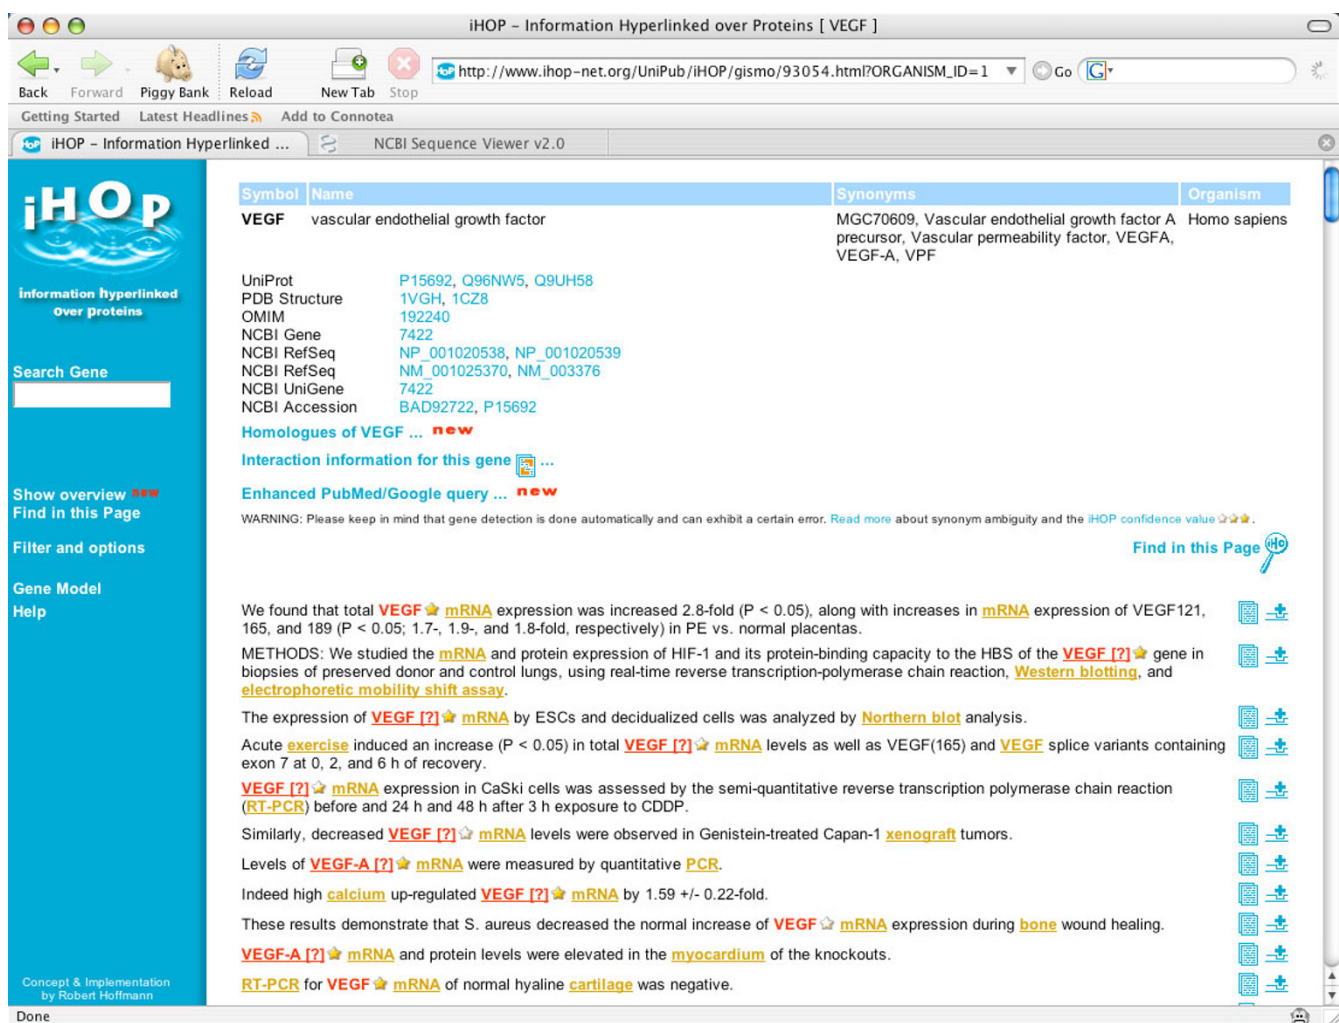 iHOP – Information Hyperlinked over Proteins [ VEGF ]
Back Forward Piggy Bank Reload New Tab Stop
http://www.ihop-net.org/UniPub/iHOP/gismo/93054.html?ORGANISM_ID=1 Go
Getting Started Latest Headlines Add to Connotea
iHOP – Information Hyperlinked ... NCBI Sequence Viewer v2.0
iHOP
information hyperlinked
over proteins
Search Gene
Show overview new
Find in this Page
Filter and options
Gene Model
Help
Concept & Implementation
by Robert Hoffmann
Symbol Name Synonyms Organism
VEGF vascular endothelial growth factor MGC70609, Vascular endothelial growth factor A Homo sapiens
precursor, Vascular permeability factor, VEGFA,
VEGF-A, VPF
UniProt P15692, Q96NW5, Q9UH58
PDB Structure 1VGH, 1CZ8
OMIM 192240
NCBI Gene 7422
NCBI RefSeq NP_001020538, NP_001020539
NCBI RefSeq NM_001025370, NM_003376
NCBI UniGene 7422
NCBI Accession BAD92722, P15692
Homologues of VEGF ... new
Interaction information for this gene ...
Enhanced PubMed/Google query ... new
WARNING: Please keep in mind that gene detection is done automatically and can exhibit a certain error. Read more about synonym ambiguity and the iHOP confidence value .
Find in this Page
We found that total VEGF mRNA expression was increased 2.8-fold (P < 0.05), along with increases in mRNA expression of VEGF121,
165, and 189 (P < 0.05; 1.7-, 1.9-, and 1.8-fold, respectively) in PE vs. normal placentas.
METHODS: We studied the mRNA and protein expression of HIF-1 and its protein-binding capacity to the HBS of the VEGF [?] gene in
biopsies of preserved donor and control lungs, using real-time reverse transcription-polymerase chain reaction, Western blotting, and
electrophoretic mobility shift assay.
The expression of VEGF [?] mRNA by ESCs and decidualized cells was analyzed by Northern blot analysis.
Acute exercise induced an increase (P < 0.05) in total VEGF [?] mRNA levels as well as VEGF(165) and VEGF splice variants containing
exon 7 at 0, 2, and 6 h of recovery.
VEGF [?] mRNA expression in CaSki cells was assessed by the semi-quantitative reverse transcription polymerase chain reaction
(RT-PCR) before and 24 h and 48 h after 3 h exposure to CDDP.
Similarly, decreased VEGF [?] mRNA levels were observed in Genistein-treated Capan-1 xenograft tumors.
Levels of VEGF-A [?] mRNA were measured by quantitative PCR.
Indeed high calcium up-regulated VEGF [?] mRNA by 1.59 +/- 0.22-fold.
These results demonstrate that S. aureus decreased the normal increase of VEGF mRNA expression during bone wound healing.
VEGF-A [?] mRNA and protein levels were elevated in the myocardium of the knockouts.
RT-PCR for VEGF mRNA of normal hyaline cartilage was negative.
Done